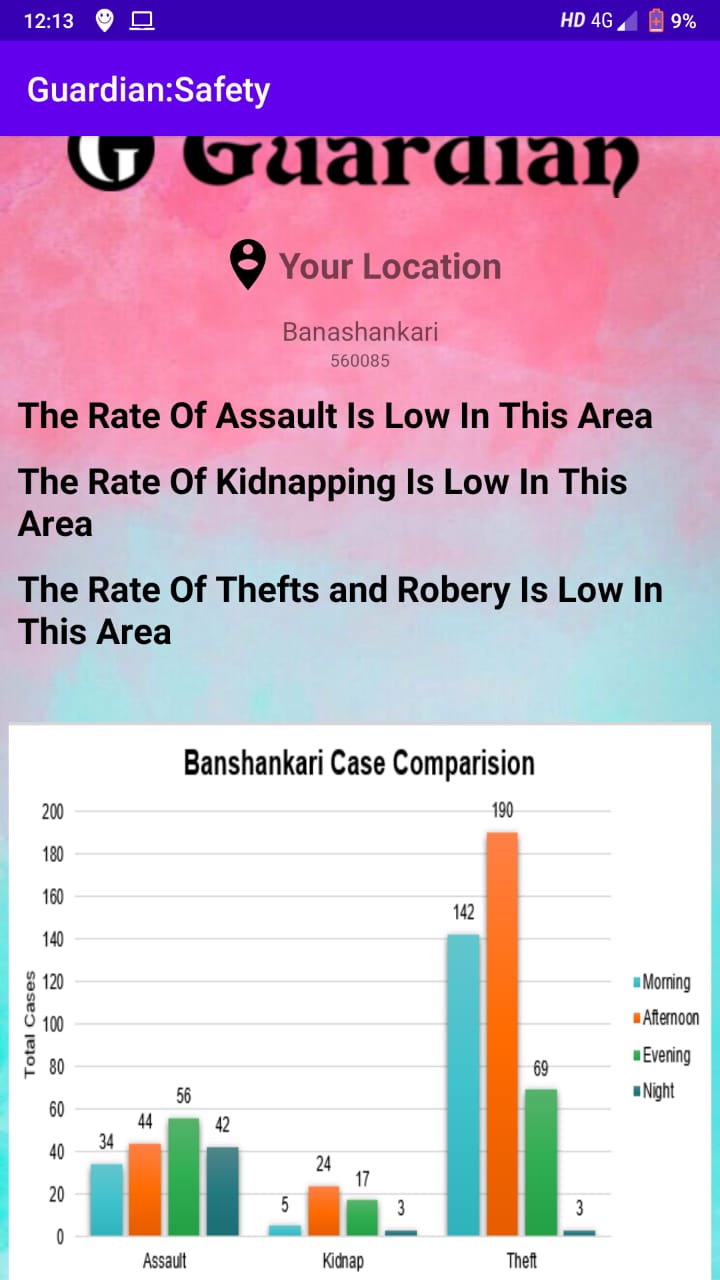 12:13
HD 4G 9%
Guardian:Safety
G Guardian
Your Location
Banashankari
560085
The Rate Of Assault Is Low In This Area
The Rate Of Kidnapping Is Low In This
Area
The Rate Of Thefts and Robery Is Low In
This Area
Banshankari Case Comparision
Total Cases
200
180
160
140
120
100
80
60
40
20
0
34
44
56
42
5
24
17
3
142
190
69
3
Assault
Kidnap
Theft
Morning
Afternoon
Evening
Night